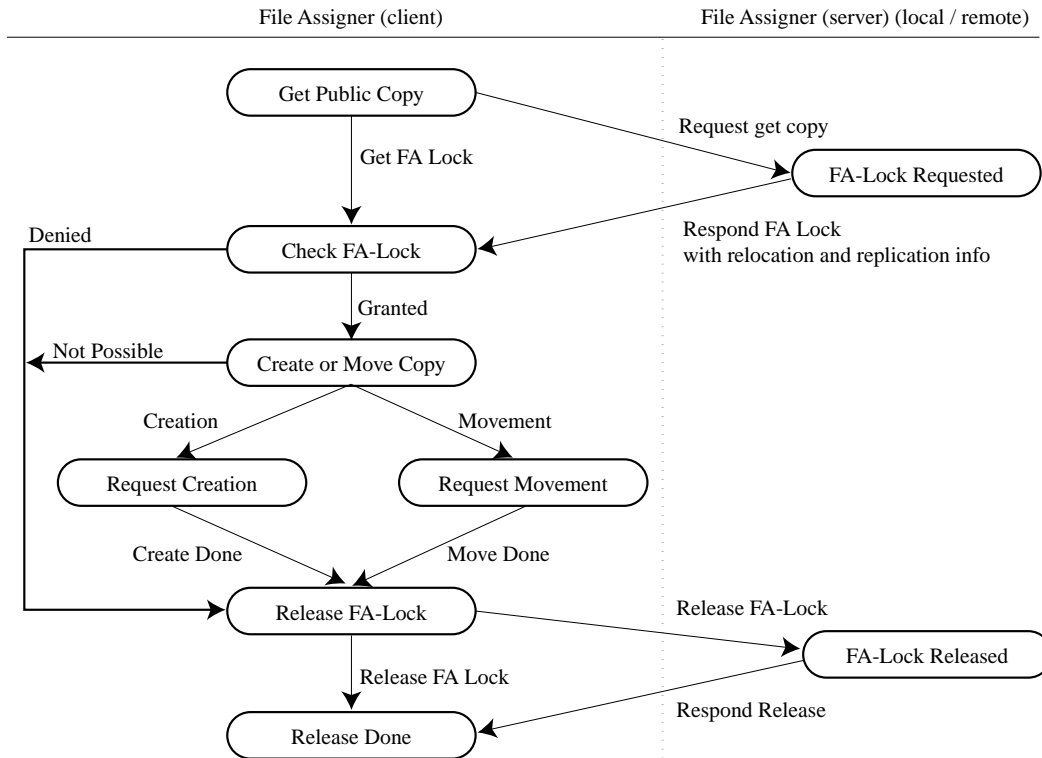 File Assigner (client)
File Assigner (server) (local / remote)
Get Public Copy
Request get copy
Get FA Lock
FA-Lock Requested
Denied
Check FA-Lock
Respond FA Lock
with relocation and replication info
Granted
Not Possible
Create or Move Copy
Creation
Movement
Request Creation
Request Movement
Create Done
Move Done
Release FA-Lock
Release FA-Lock
FA-Lock Released
Release FA Lock
Respond Release
Release Done